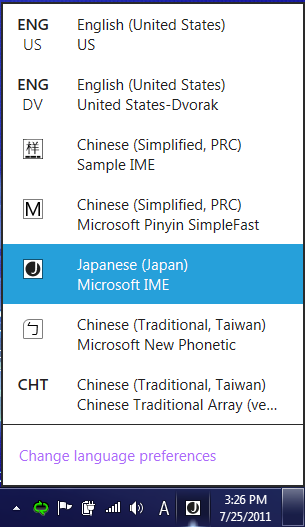 ENG English (United States)
US US
ENG English (United States)
DV United States-Dvorak
样 Chinese (Simplified, PRC)
Sample IME
M Chinese (Simplified, PRC)
Microsoft Pinyin SimpleFast
J Japanese (Japan)
Microsoft IME
ㄅ Chinese (Traditional, Taiwan)
Microsoft New Phonetic
CHT Chinese (Traditional, Taiwan)
Chinese Traditional Array (ve...
Change language preferences
A J 3:26 PM
7/25/2011